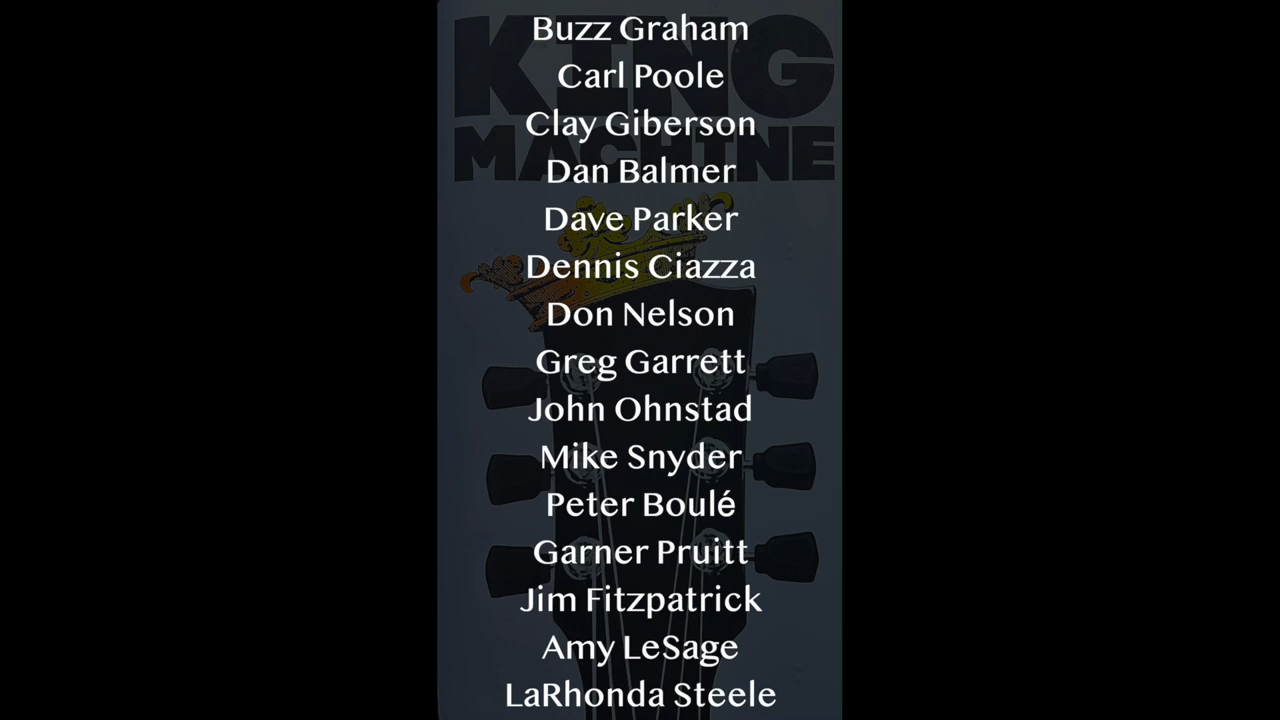 KING
MACHINE
Buzz Graham
Carl Poole
Clay Giberson
Dan Balmer
Dave Parker
Dennis Ciazza
Don Nelson
Greg Garrett
John Ohnstad
Mike Snyder
Peter Boulé
Garner Pruitt
Jim Fitzpatrick
Amy LeSage
LaRhonda Steele